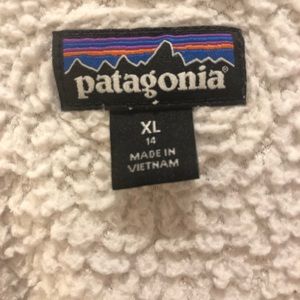 patagonia®
XL
14
MADE IN
VIETNAM